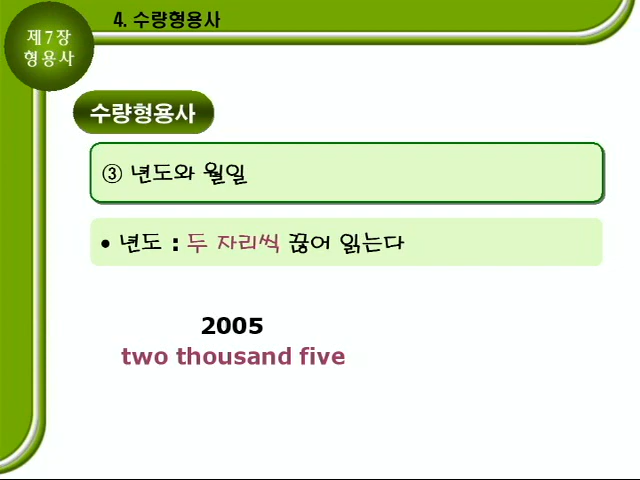 4. 수량형용사
제7장
형용사
수량형용사
③ 년도와 월일
• 년도 : 두 자리씩 끊어 읽는다
2005
two thousand five